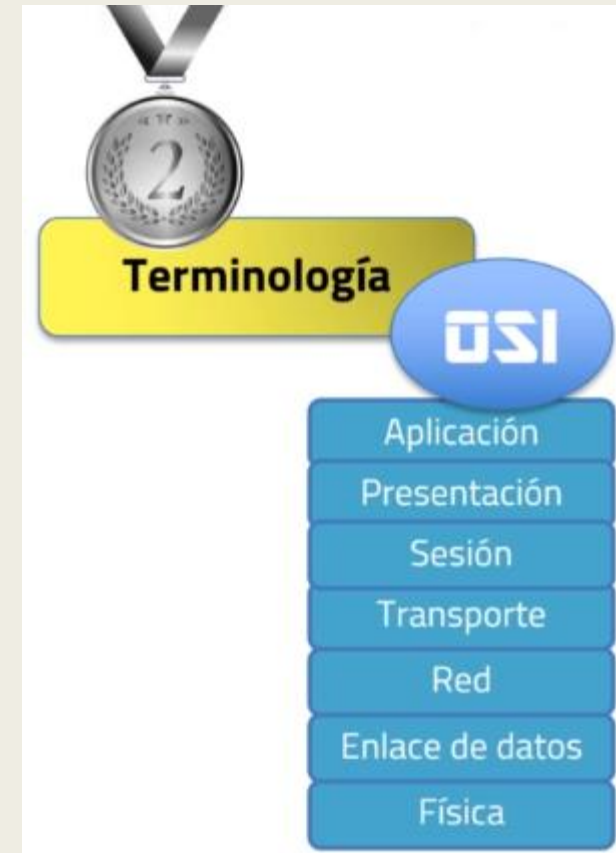 2
Terminología
OSI
Aplicación
Presentación
Sesión
Transporte
Red
Enlace de datos
Física